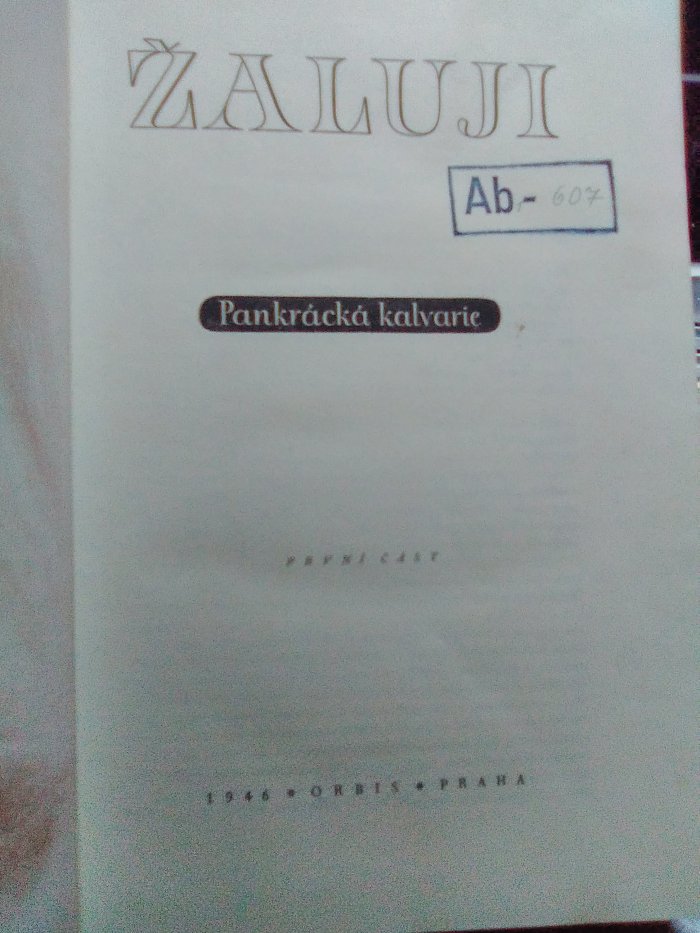 ŽALUJI
Ab,- 607
Pankrácká kalvarie
PRVNÍ ČÁST
1946 • ORBIS • PRAHA